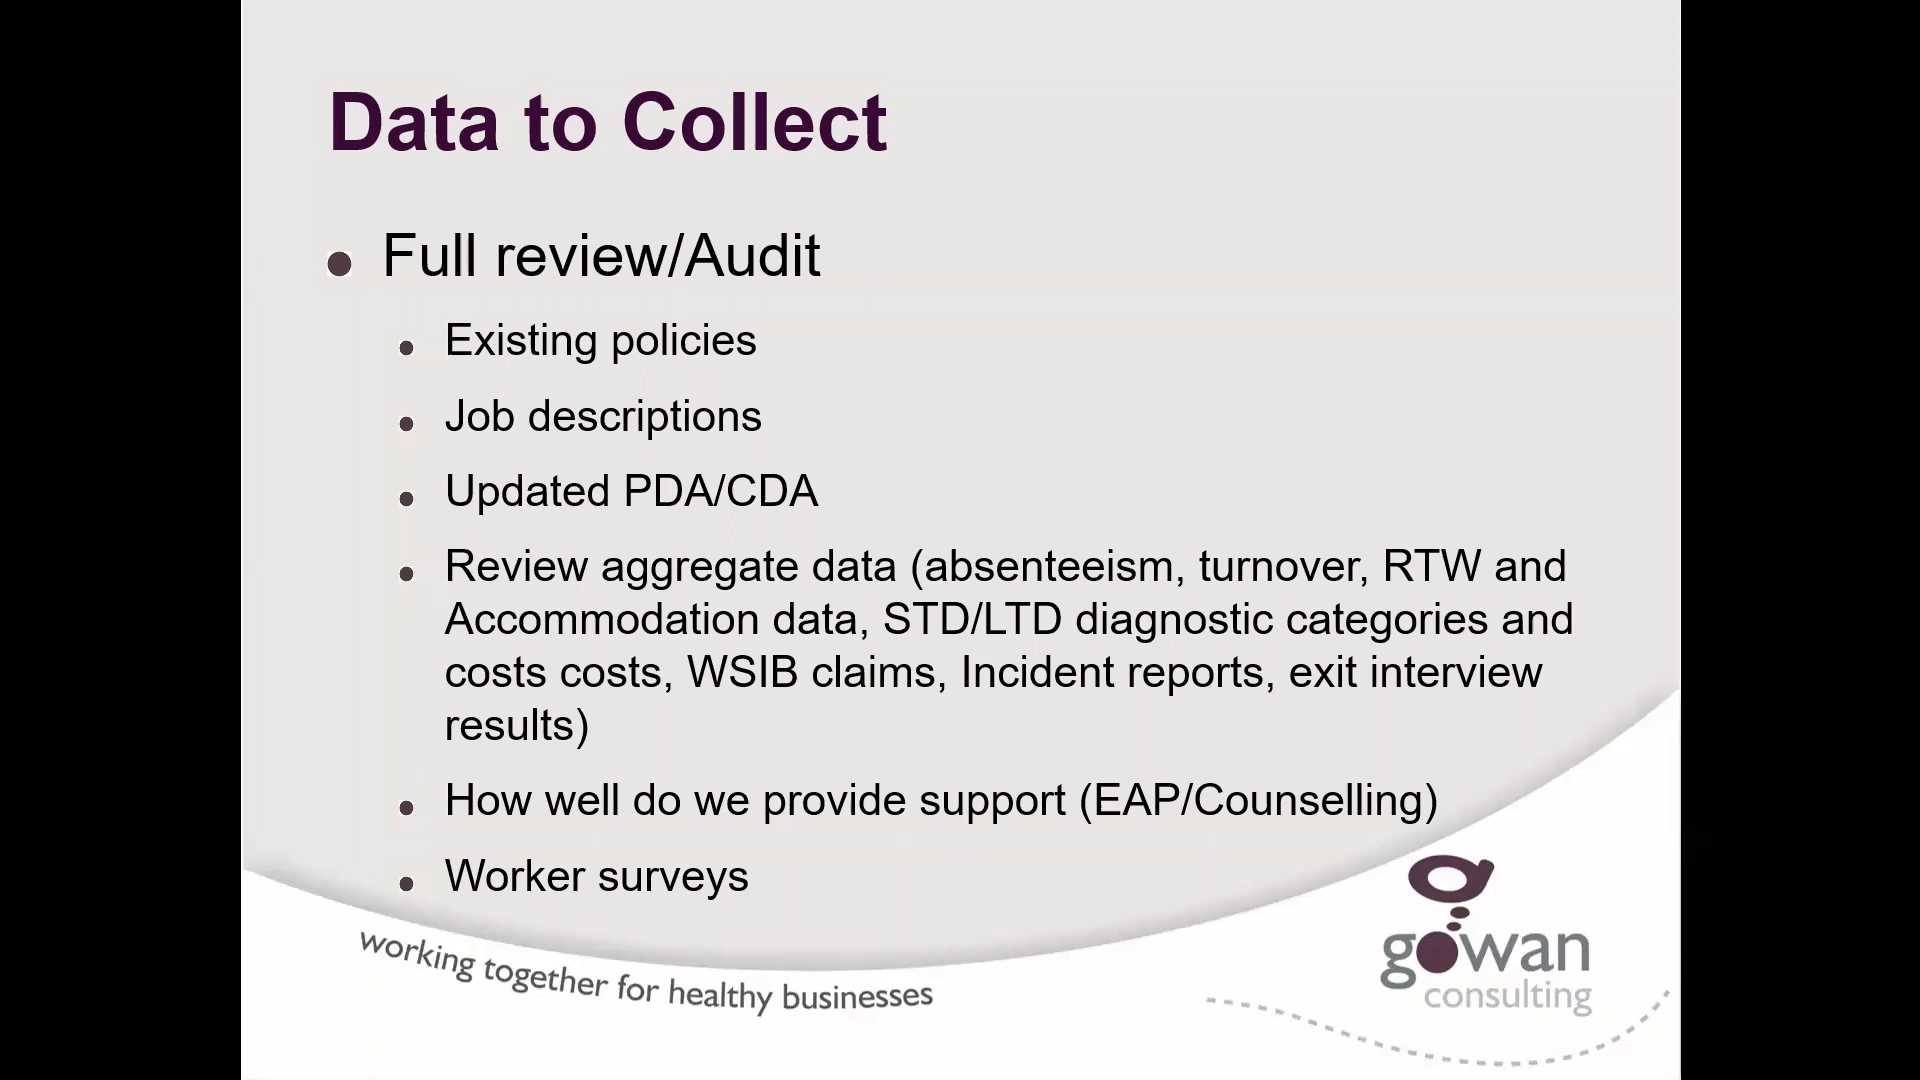 Data to Collect
Full review/Audit
Existing policies
Job descriptions
Updated PDA/CDA
Review aggregate data (absenteeism, turnover, RTW and
Accommodation data, STD/LTD diagnostic categories and
costs costs, WSIB claims, Incident reports, exit interview
results)
How well do we provide support (EAP/Counselling)
Worker surveys
working together for healthy businesses
gowan
consulting